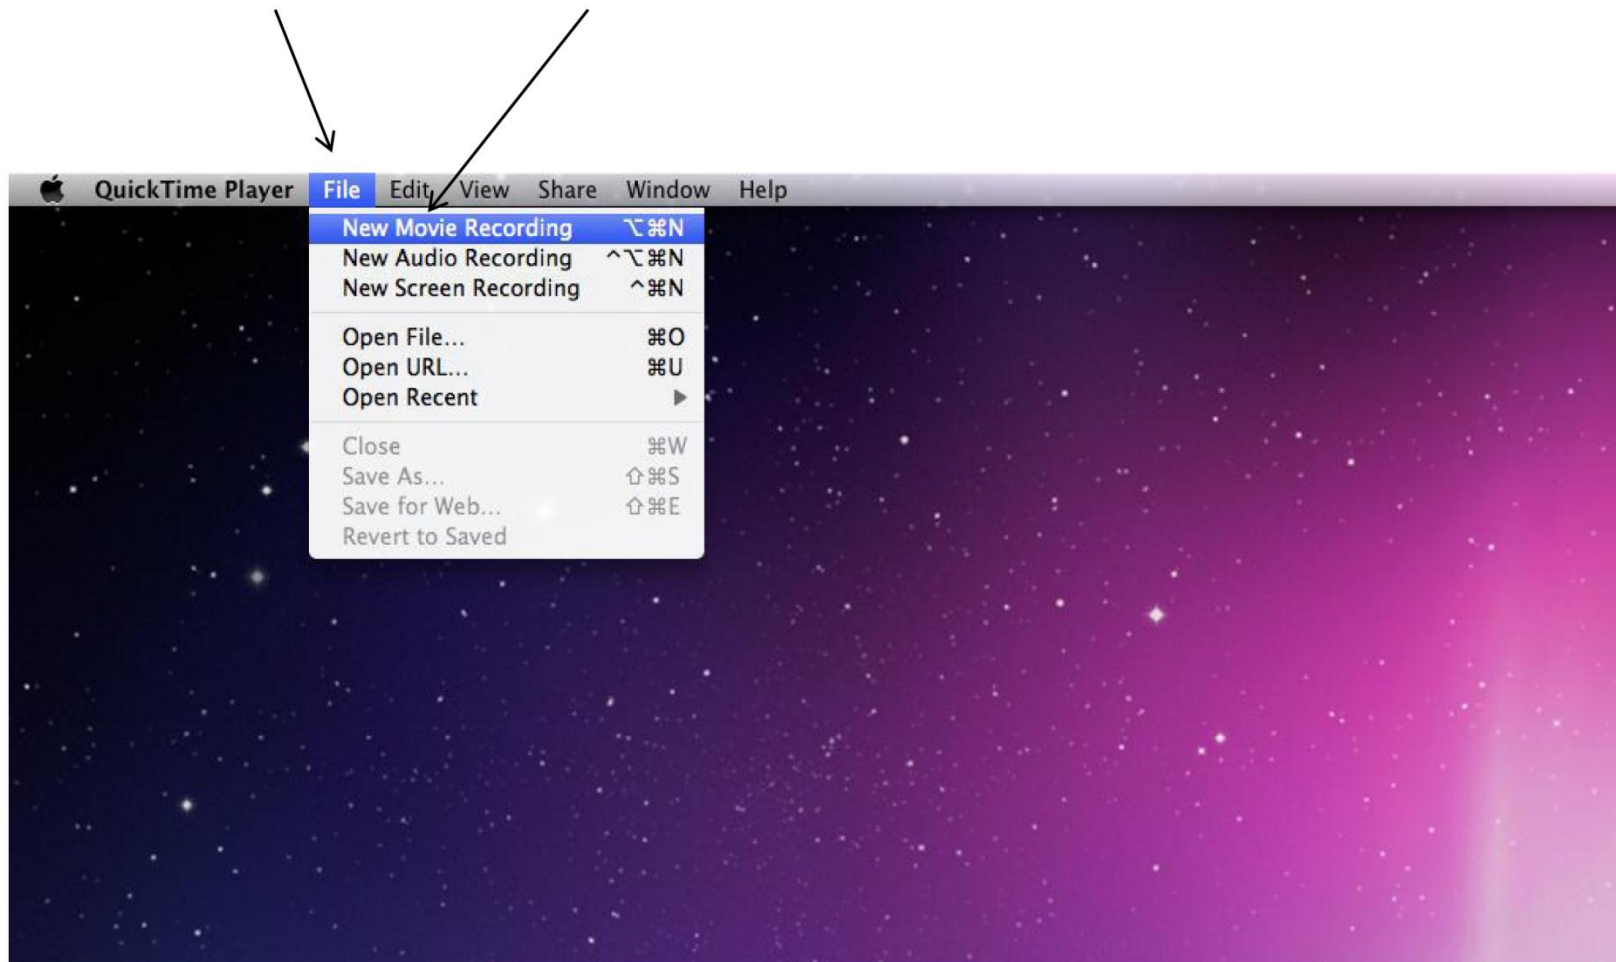 QuickTime Player File Edit View Share Window Help
New Movie Recording ⌥⌘N
New Audio Recording ^⌥⌘N
New Screen Recording ^⌘N
Open File... ⌘O
Open URL... ⌘U
Open Recent ▶
Close ⌘W
Save As... ⇧⌘S
Save for Web... ⇧⌘E
Revert to Saved